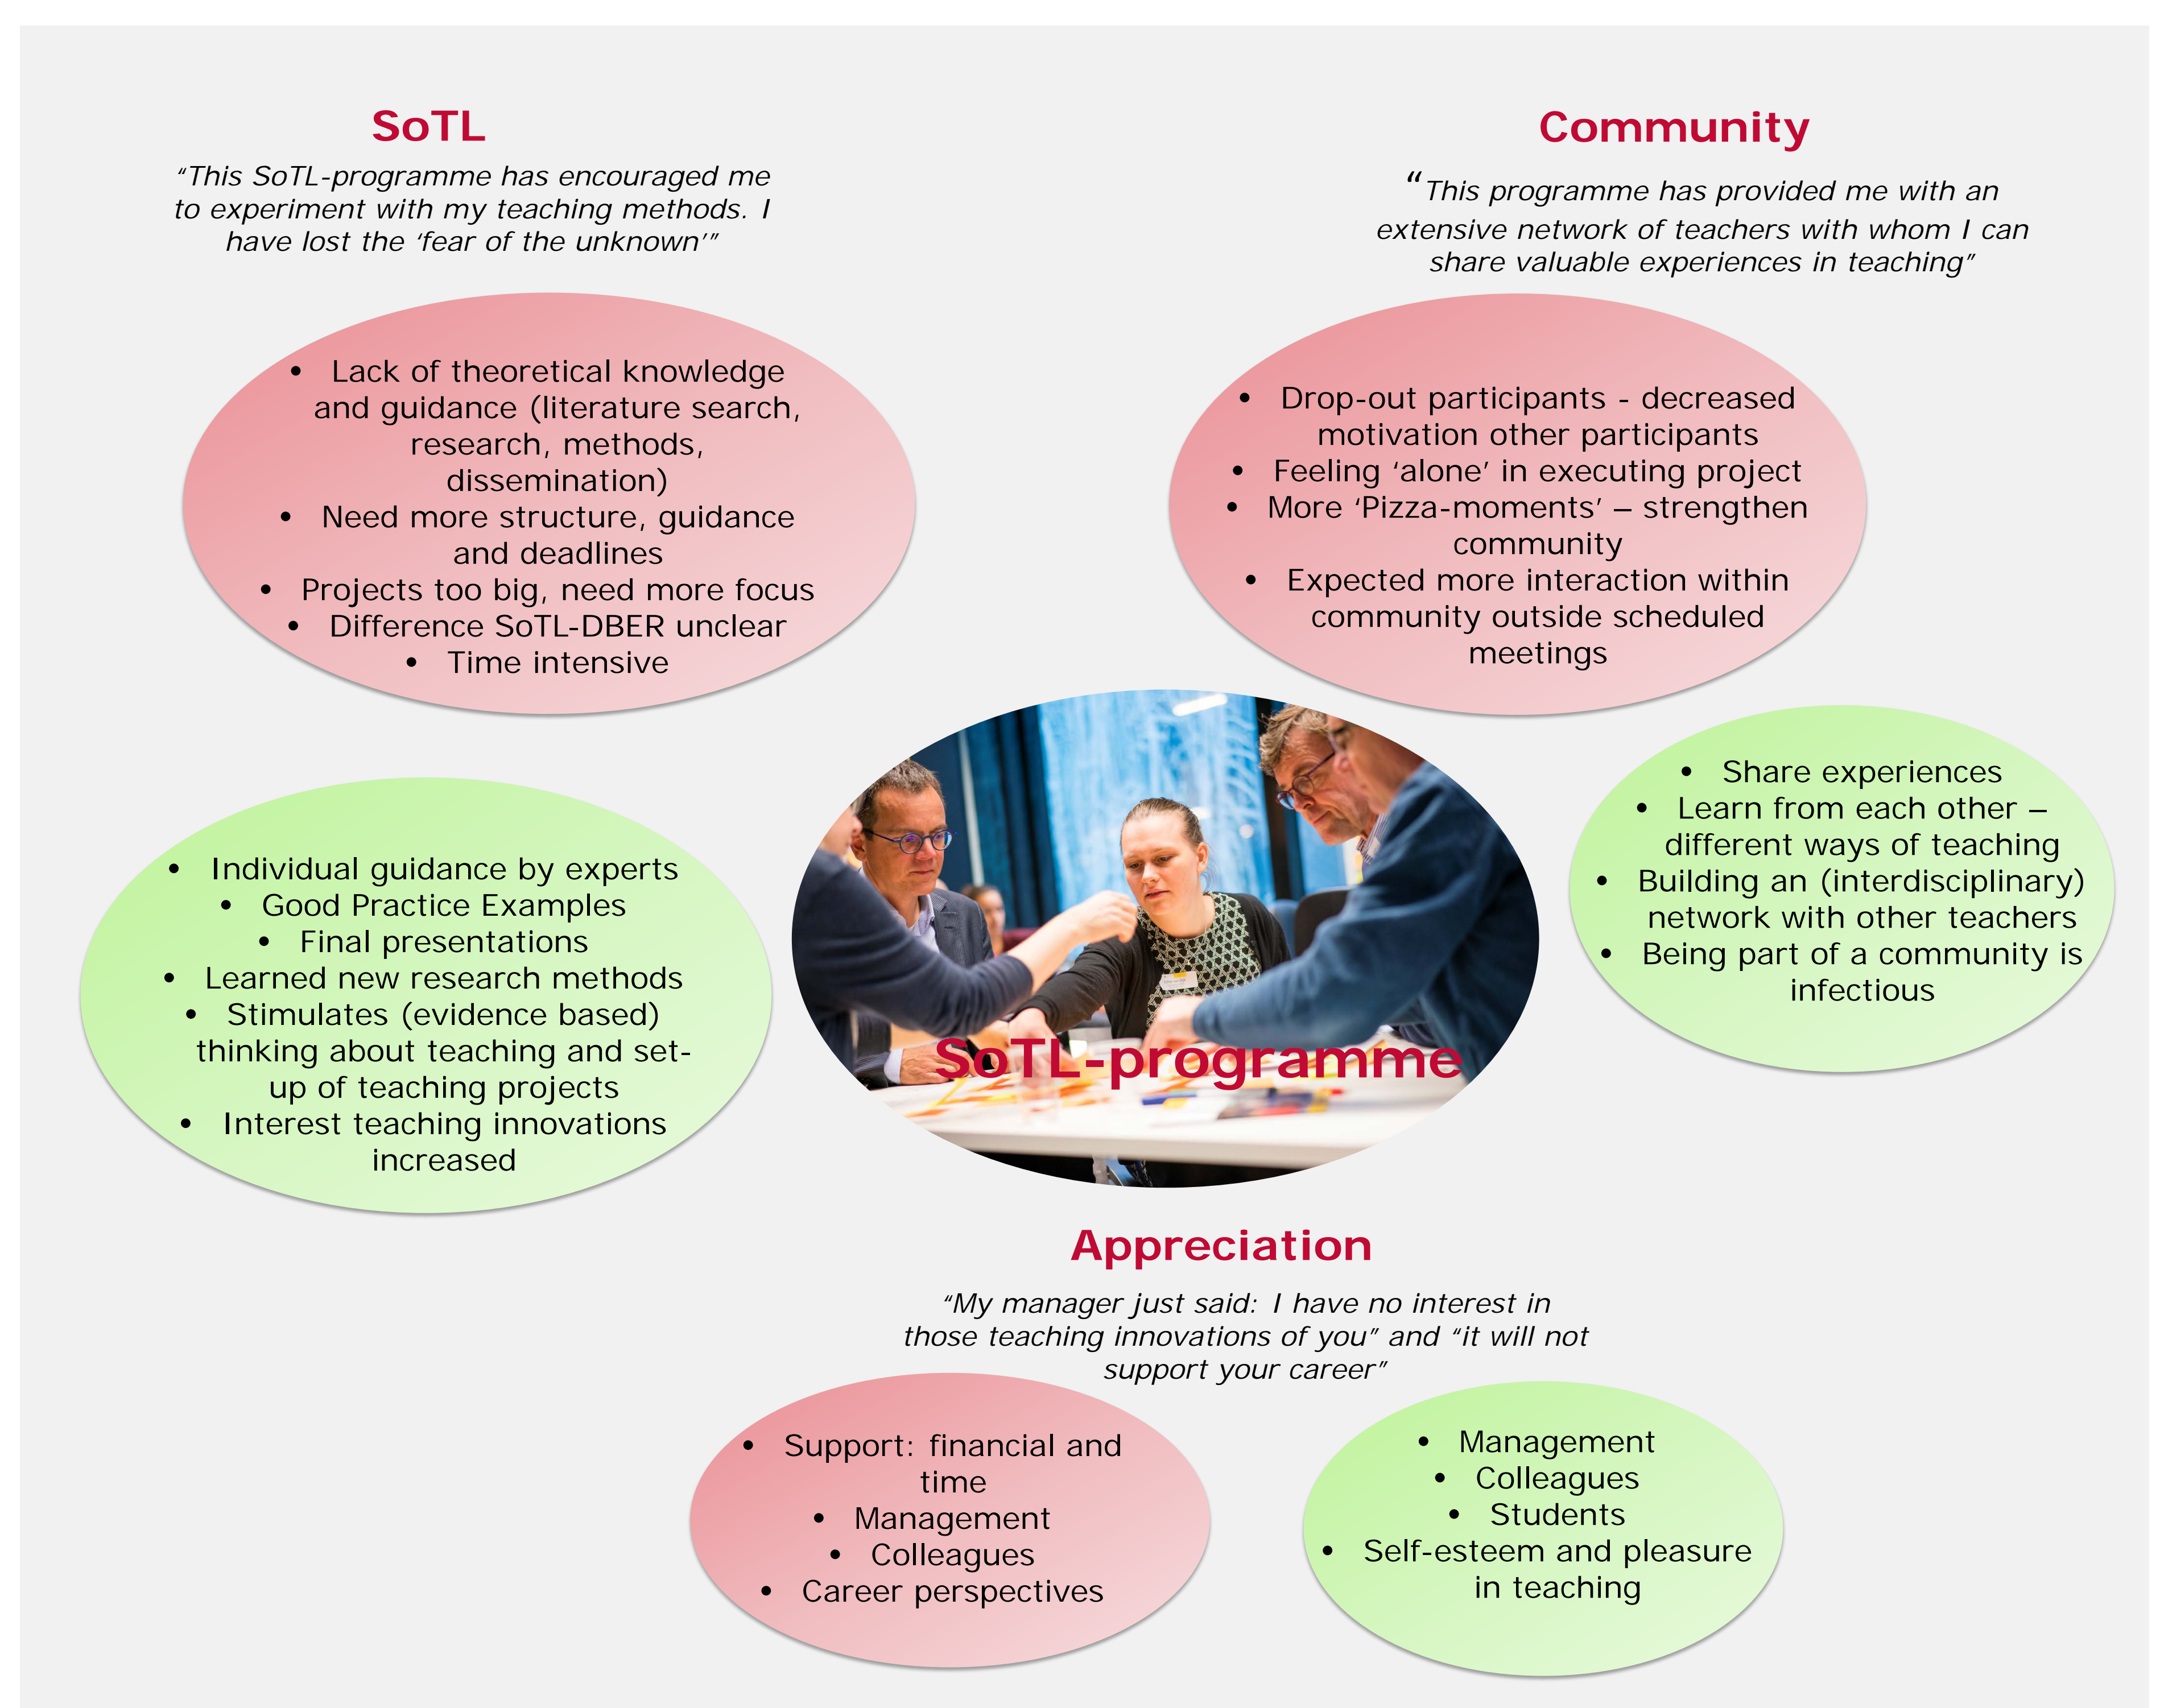 SoTL
“This SoTL-programme has encouraged me
to experiment with my teaching methods. I
have lost the ‘fear of the unknown’”
• Lack of theoretical knowledge
and guidance (literature search,
research, methods,
dissemination)
• Need more structure, guidance
and deadlines
• Projects too big, need more focus
• Difference SoTL-DBER unclear
• Time intensive
• Individual guidance by experts
• Good Practice Examples
• Final presentations
• Learned new research methods
• Stimulates (evidence based)
thinking about teaching and set-
up of teaching projects
• Interest teaching innovations
increased
Community
“This programme has provided me with an
extensive network of teachers with whom I can
share valuable experiences in teaching”
• Drop-out participants - decreased
motivation other participants
• Feeling ‘alone’ in executing project
• More ‘Pizza-moments’ – strengthen
community
• Expected more interaction within
community outside scheduled
meetings
• Share experiences
• Learn from each other –
different ways of teaching
• Building an (interdisciplinary)
network with other teachers
• Being part of a community is
infectious
SoTL-programme
Appreciation
“My manager just said: I have no interest in
those teaching innovations of you” and “it will not
support your career”
• Support: financial and
time
• Management
• Colleagues
• Career perspectives
• Management
• Colleagues
• Students
• Self-esteem and pleasure
in teaching